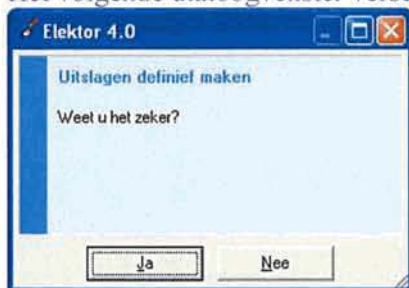 Elektor 4.0
Uitslagen definief maken
Weet u het zeker?
Ja
Nee